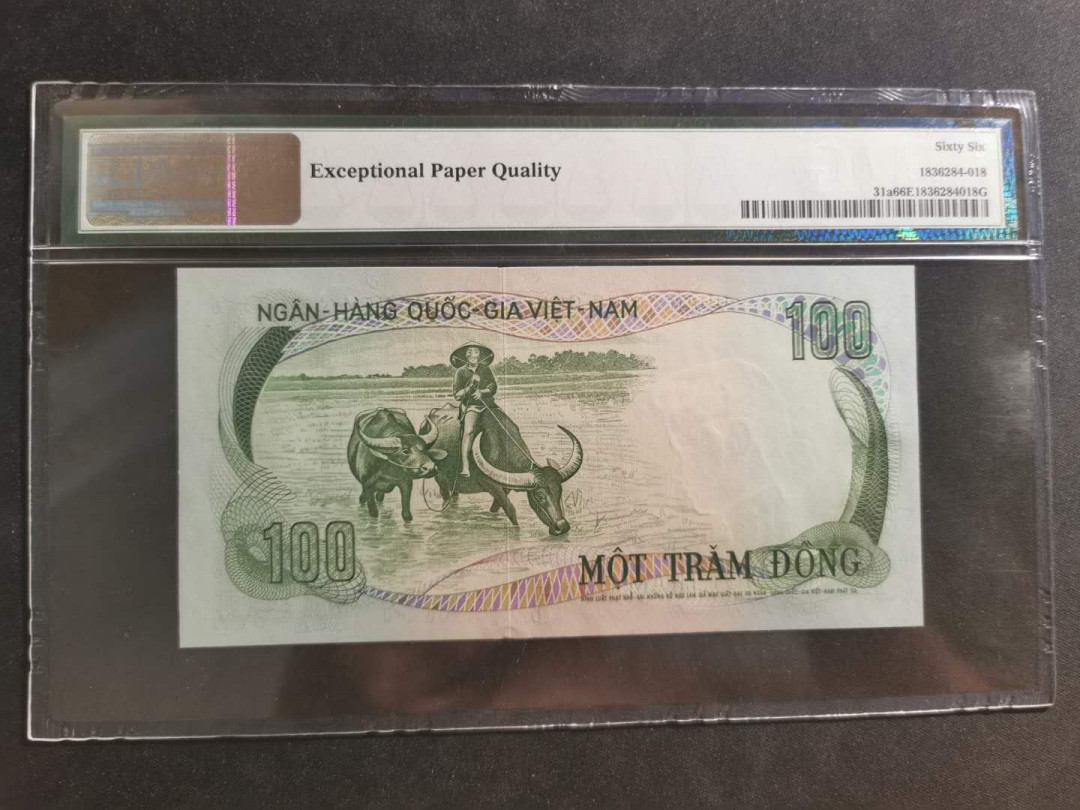 Exceptional Paper Quality
Sixty Six
1836284-018
31a66E1836284018G
NGÂN-HÀNG QUỐC-GIA VIỆT-NAM
100
100
MỘT TRĂM ĐỒNG